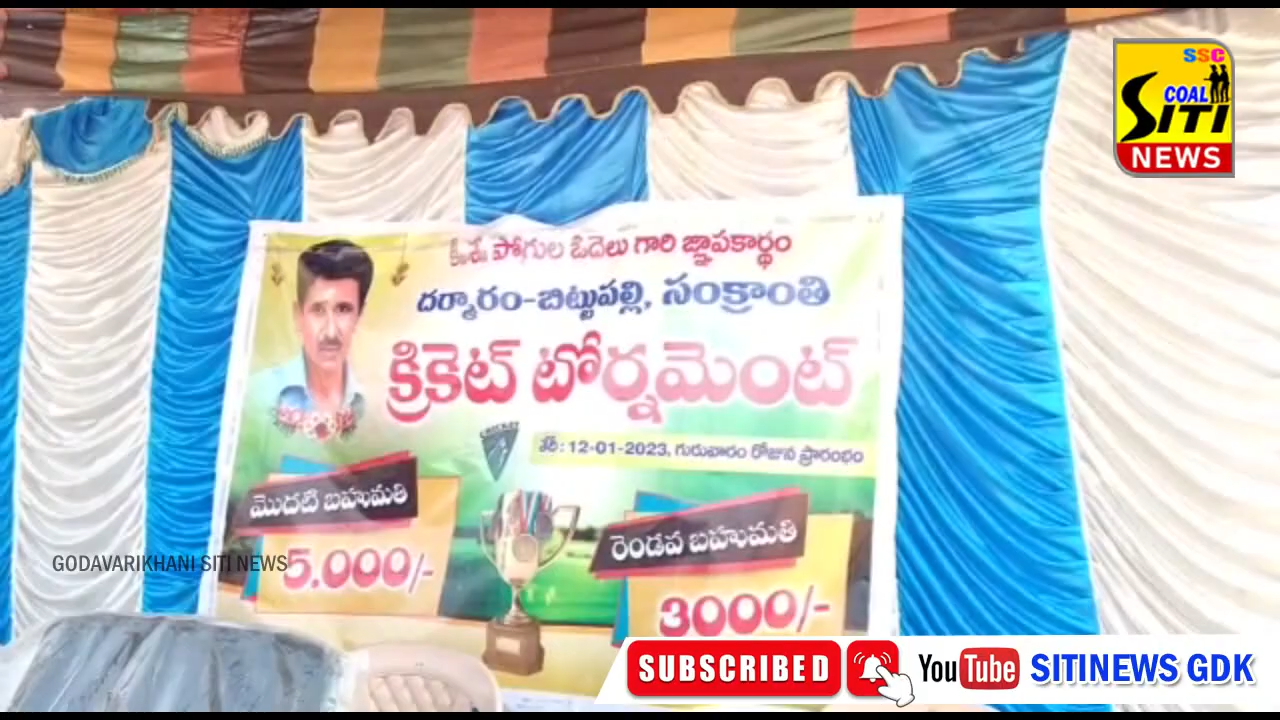 SSC
COAL
SITI
NEWS
కీ.శే. పోగుల ఓదెలు గారి జ్ఞాపకార్థం
దర్మారం-బిట్టుపల్లి, సంక్రాంతి
క్రికెట్ టోర్నమెంట్
CRICKET
తేదీ: 12-01-2023, గురువారం రోజున ప్రారంభం
మొదటి బహుమతి
5.000/-
రెండవ బహుమతి
3000/-
GODAVARIKHANI SITI NEWS
SUBSCRIBED
YouTube SITINEWS GDK